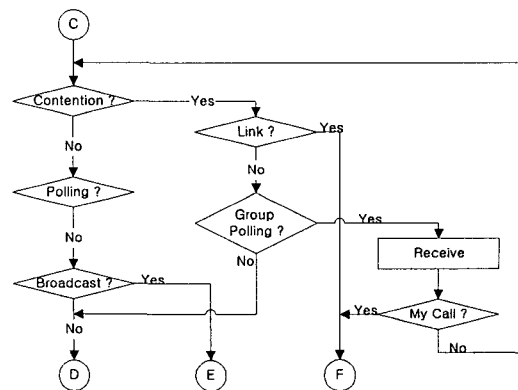 C
Contention ?
Yes
Link ?
Yes
No
No
Polling ?
Group
Polling ?
Yes
No
No
Receive
Broadcast ?
Yes
My Call ?
Yes
No
No
D
E
F